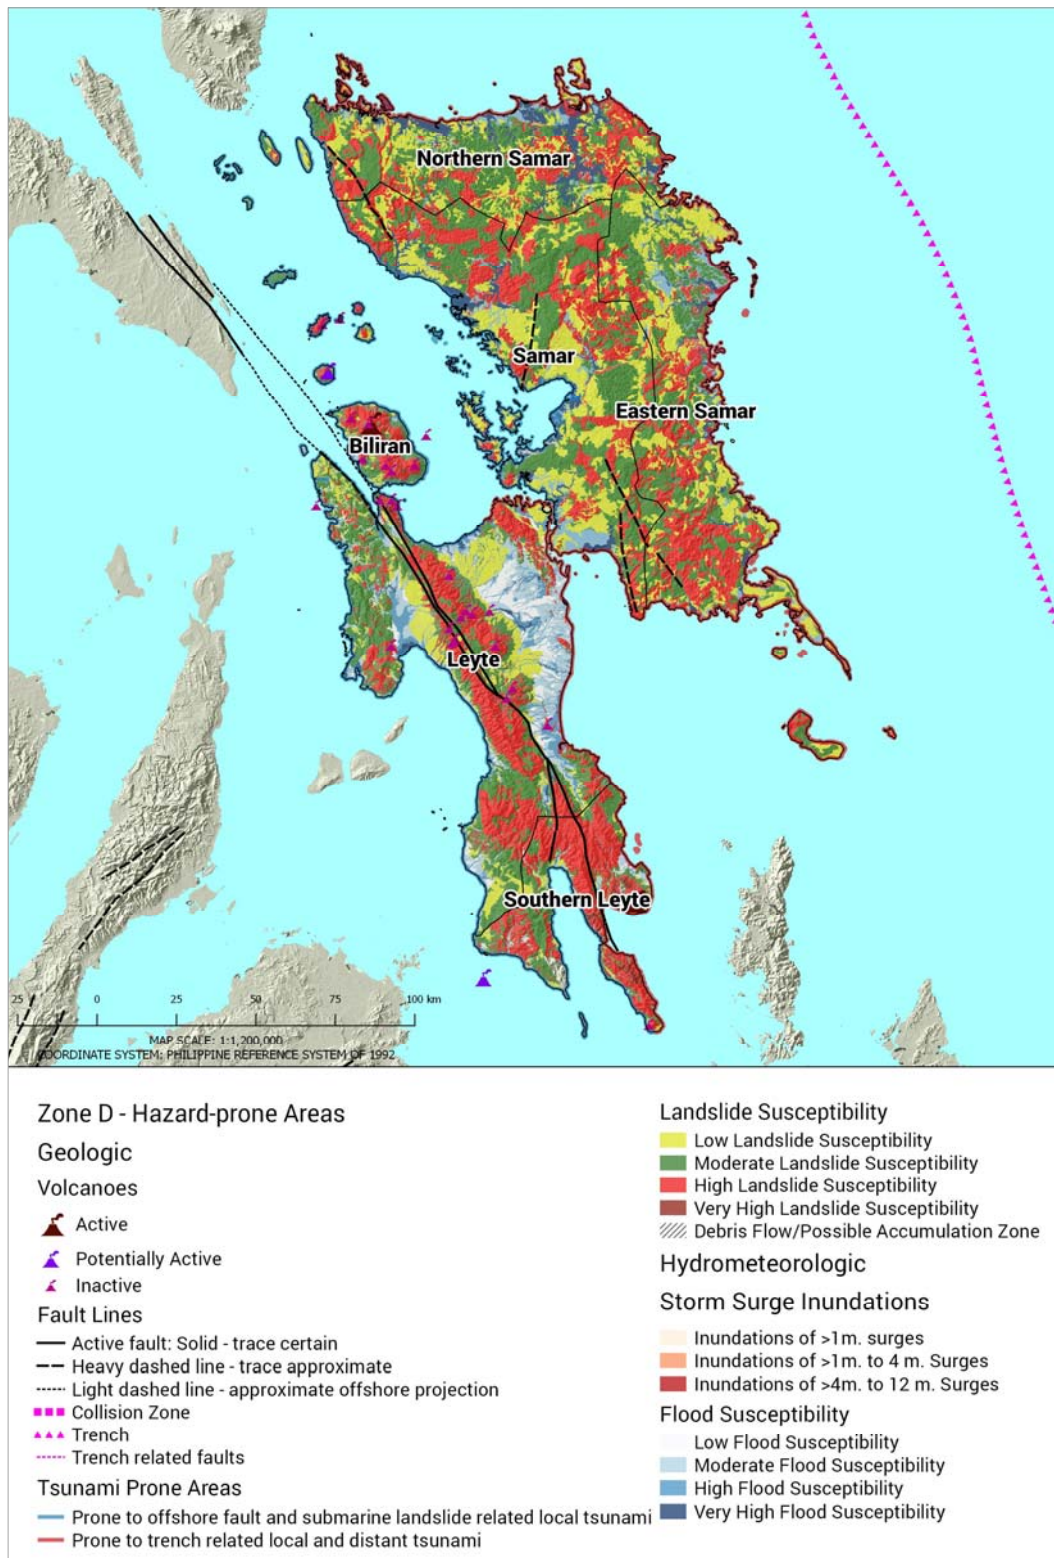 Northern Samar
Samar
Eastern Samar
Biliran
Leyte
Southern Leyte
25 0 25 50 75 100 km
MAP SCALE: 1:1,200,000
COORDINATE SYSTEM: PHILIPPINE REFERENCE SYSTEM OF 1992
Zone D - Hazard-prone Areas
Geologic
Volcanoes
Active
Potentially Active
Inactive
Fault Lines
Active fault: Solid - trace certain
Heavy dashed line - trace approximate
Light dashed line - approximate offshore projection
Collision Zone
Trench
Trench related faults
Tsunami Prone Areas
Prone to offshore fault and submarine landslide related local tsunami
Prone to trench related local and distant tsunami
Landslide Susceptibility
Low Landslide Susceptibility
Moderate Landslide Susceptibility
High Landslide Susceptibility
Very High Landslide Susceptibility
Debris Flow/Possible Accumulation Zone
Hydrometeorologic
Storm Surge Inundations
Inundations of >1m. surges
Inundations of >1m. to 4 m. Surges
Inundations of >4m. to 12 m. Surges
Flood Susceptibility
Low Flood Susceptibility
Moderate Flood Susceptibility
High Flood Susceptibility
Very High Flood Susceptibility